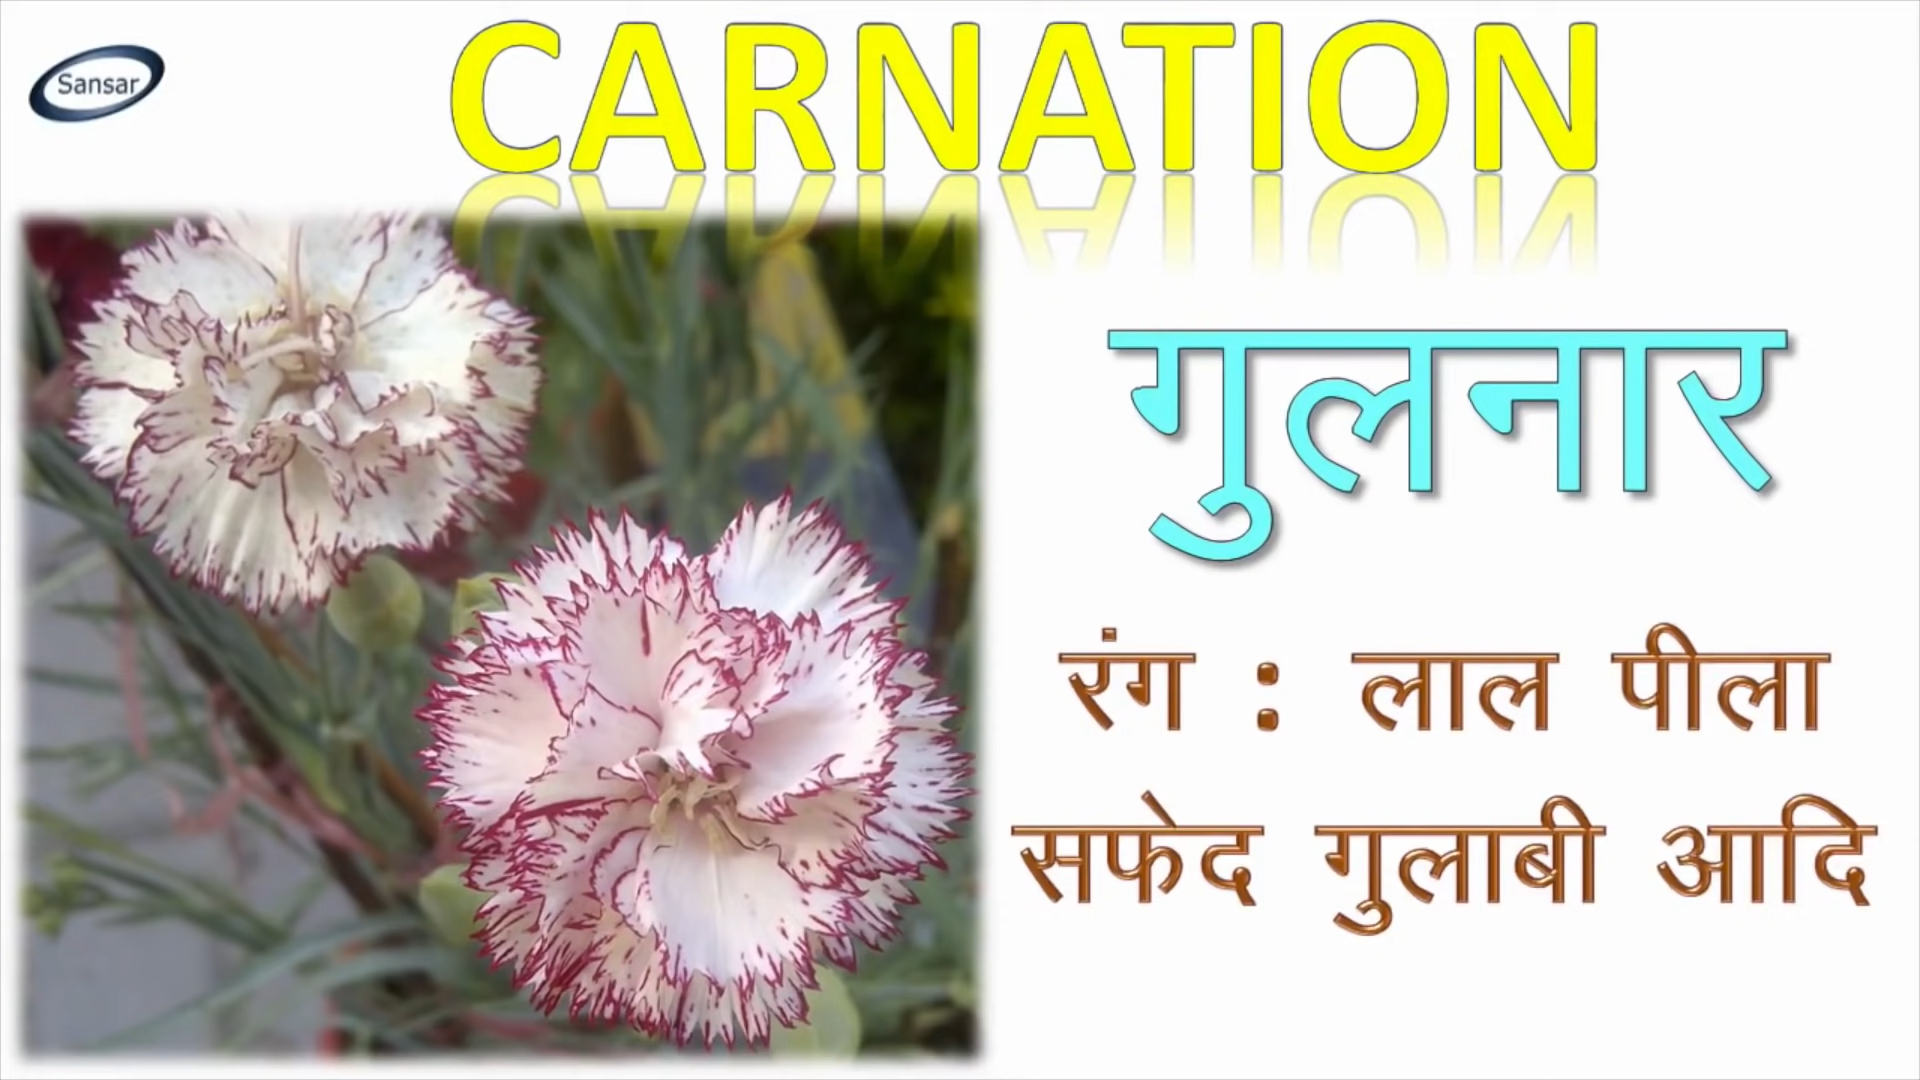 Sansar
CARNATION
गुलनार
रंग : लाल पीला
सफेद गुलाबी आदि